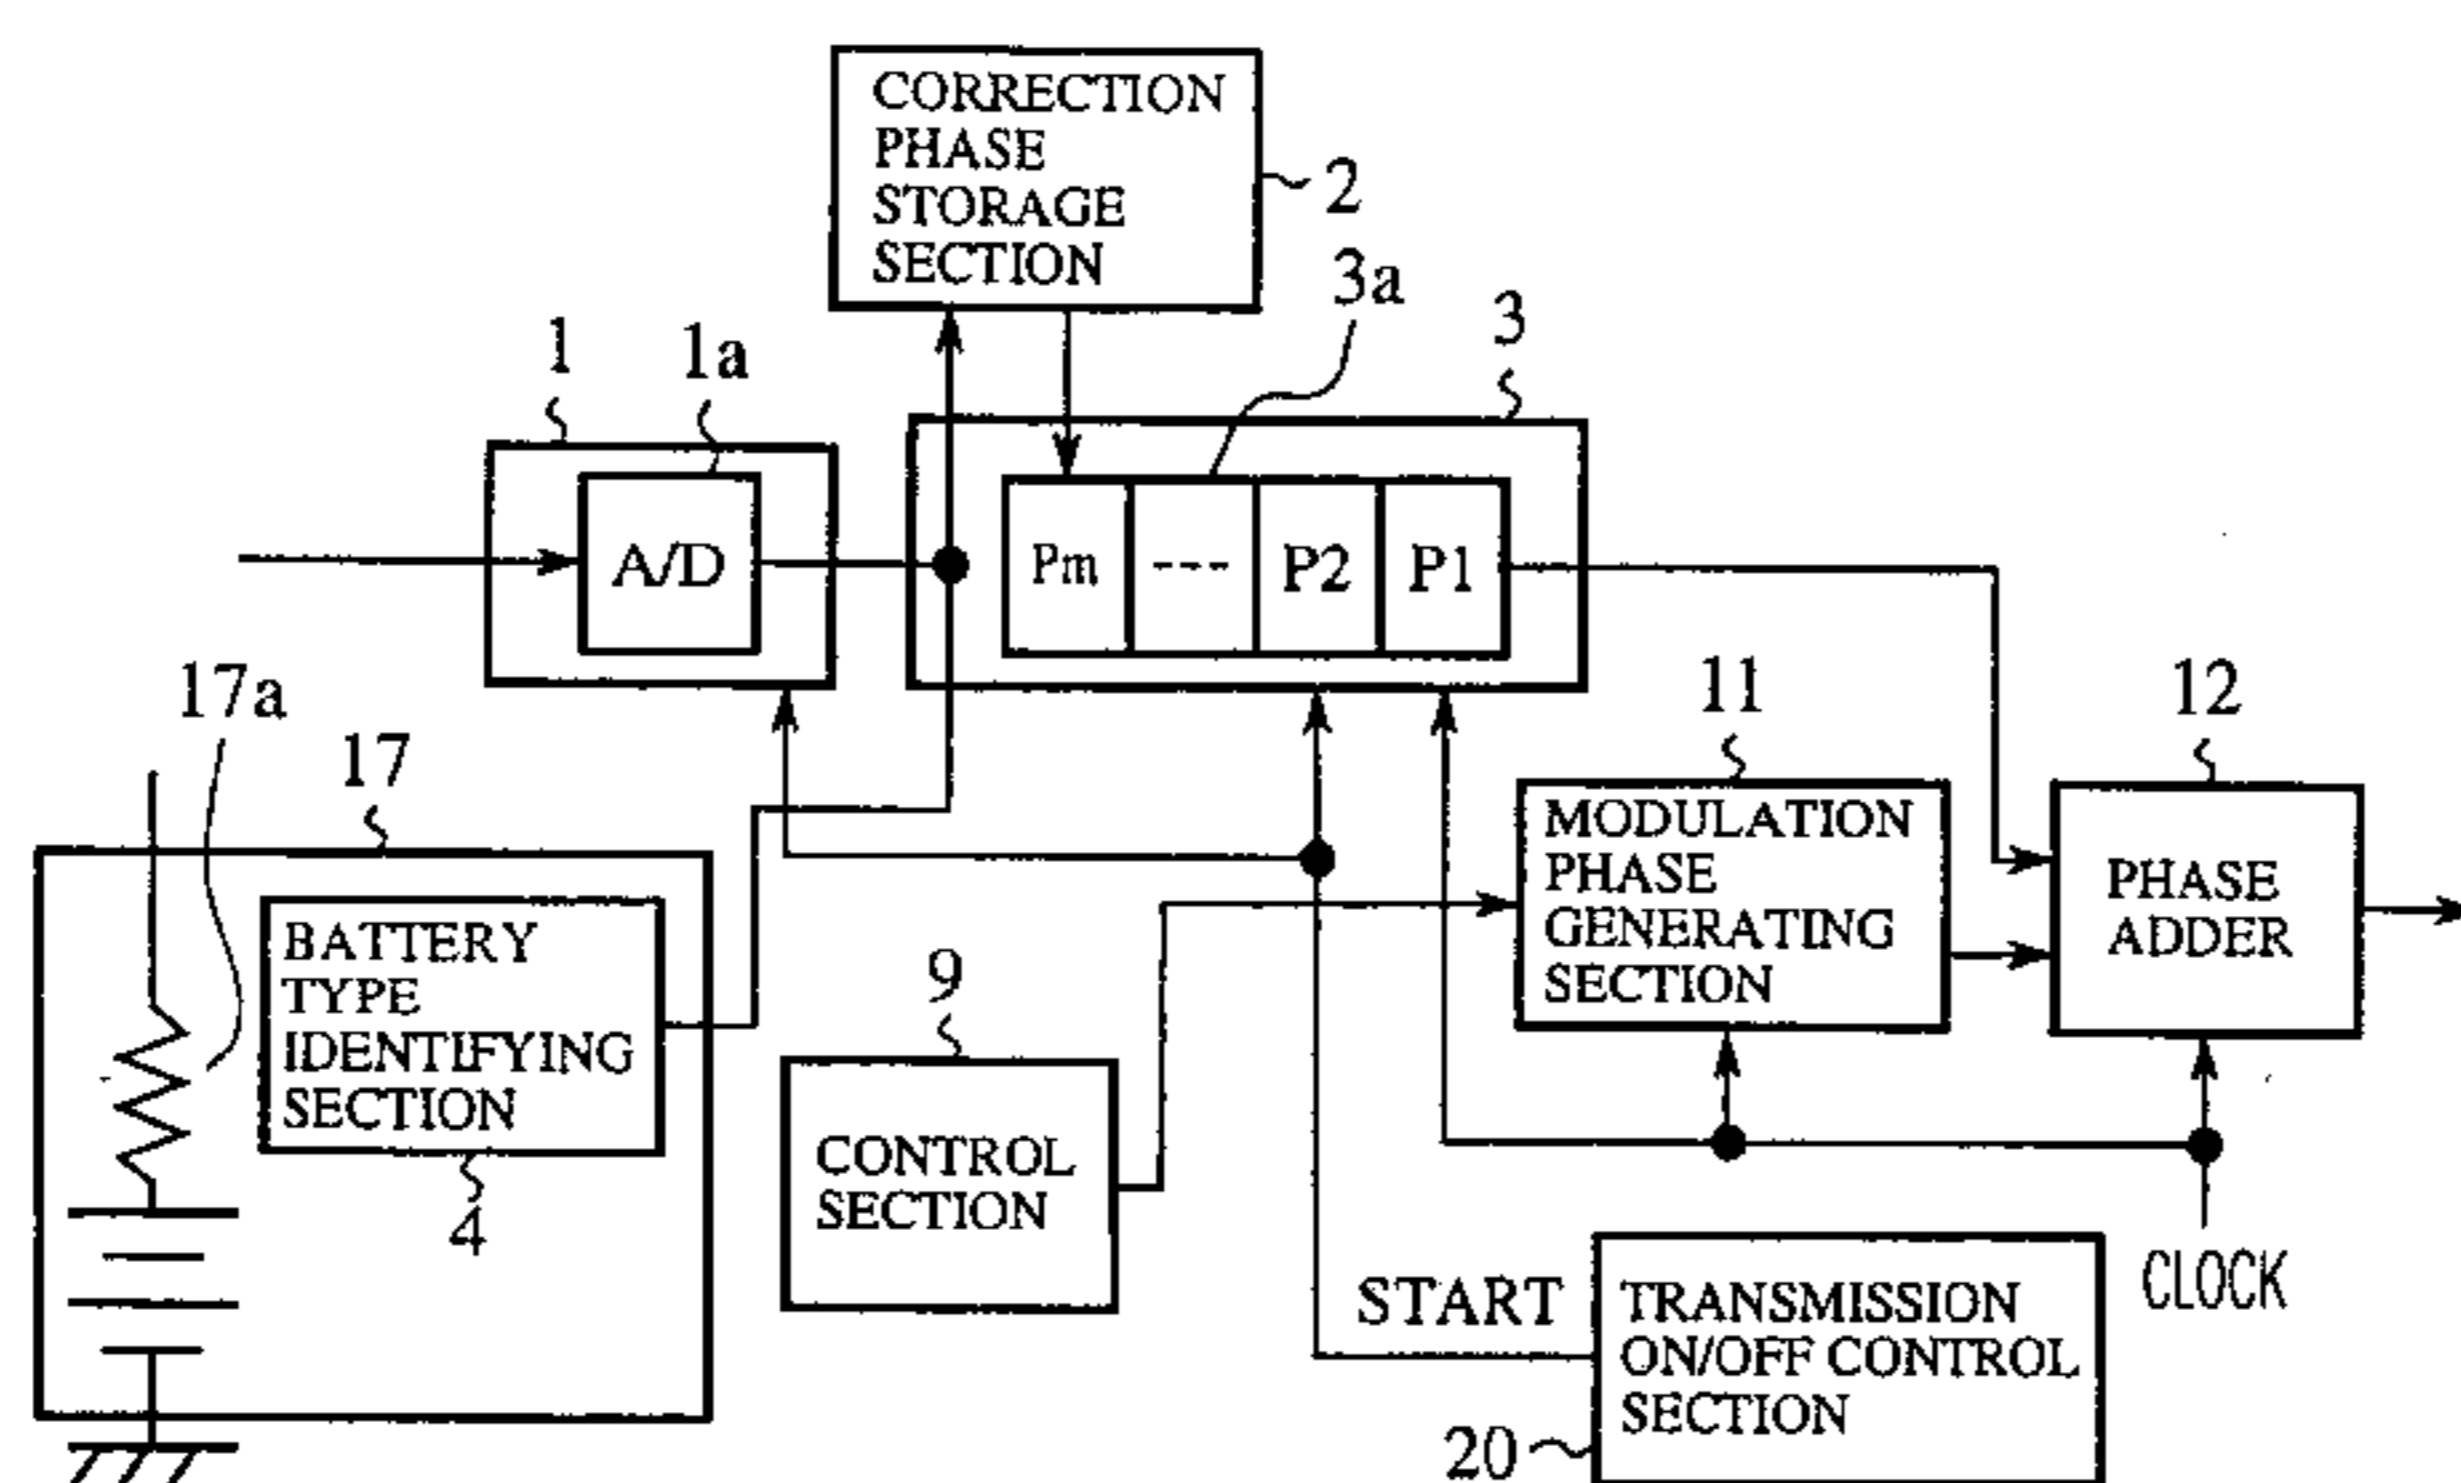 CORRECTION
PHASE
STORAGE
SECTION
2
3a
3
1
1a
A/D
Pm
---
P2
P1
17a
17
11
12
BATTERY
TYPE
IDENTIFYING
SECTION
4
9
CONTROL
SECTION
MODULATION
PHASE
GENERATING
SECTION
PHASE
ADDER
START
TRANSMISSION
ON/OFF CONTROL
SECTION
CLOCK
20